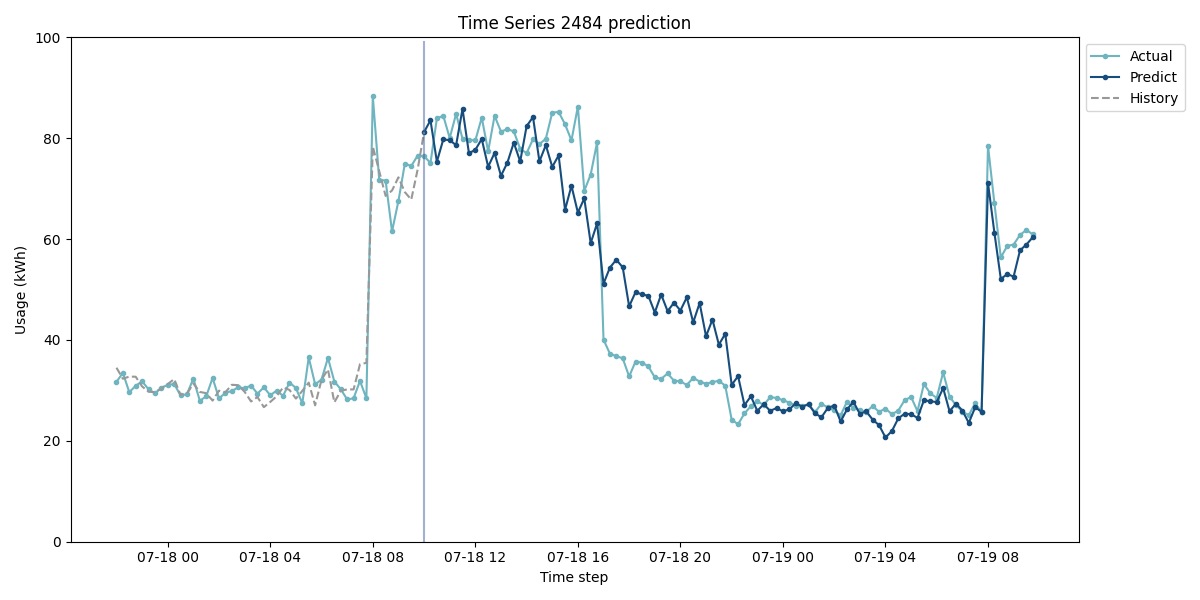 Time Series 2484 prediction
Actual
Predict
History
Usage (kWh)
100
80
60
40
20
0
07-18 00
07-18 04
07-18 08
07-18 12
07-18 16
07-18 20
07-19 00
07-19 04
07-19 08
Time step